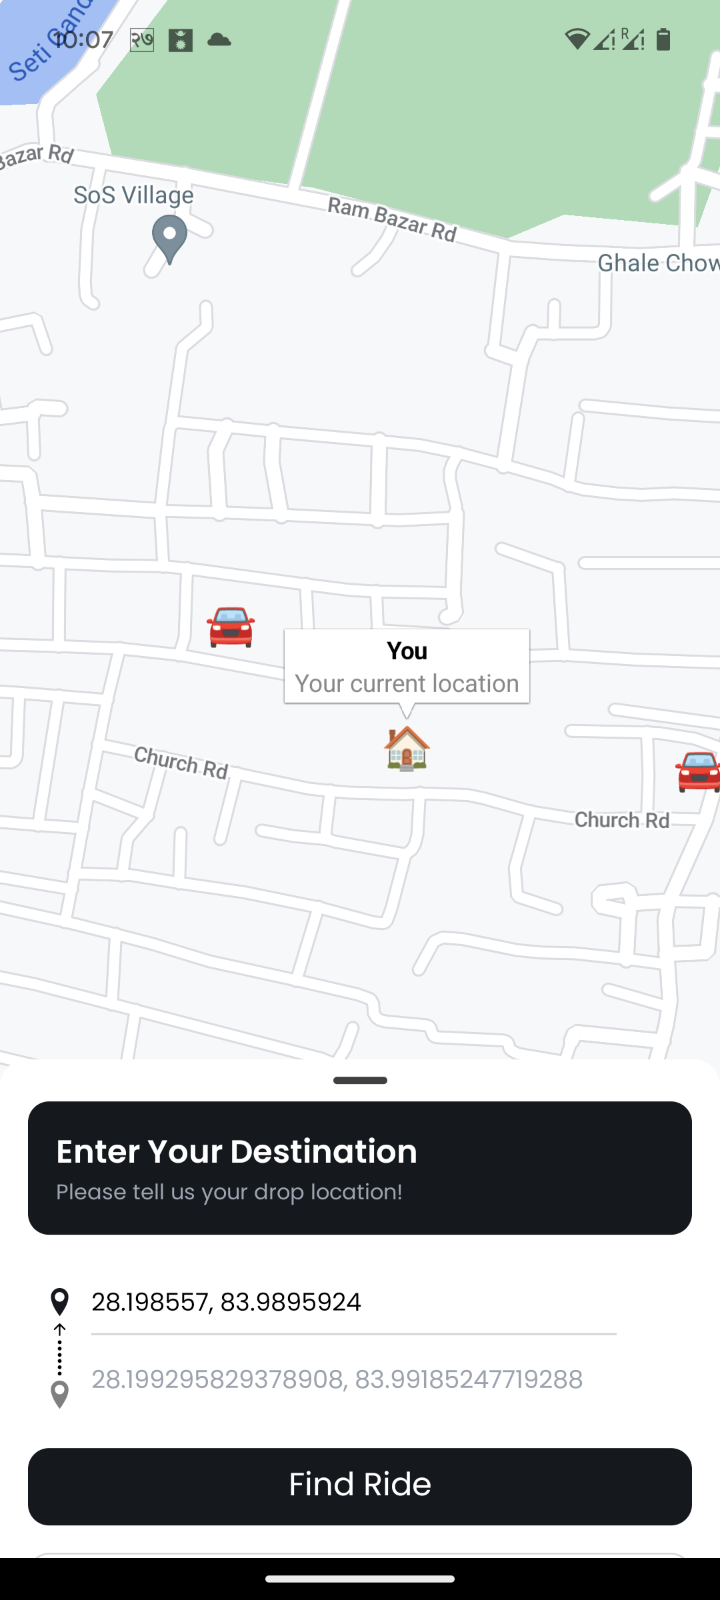 10:07 २७
R
Seti Gand
Bazar Rd
SoS Village
Ram Bazar Rd
Ghale Chow
You
Your current location
Church Rd
Church Rd
Enter Your Destination
Please tell us your drop location!
28.198557, 83.9895924
28.199295829378908, 83.99185247719288
Find Ride